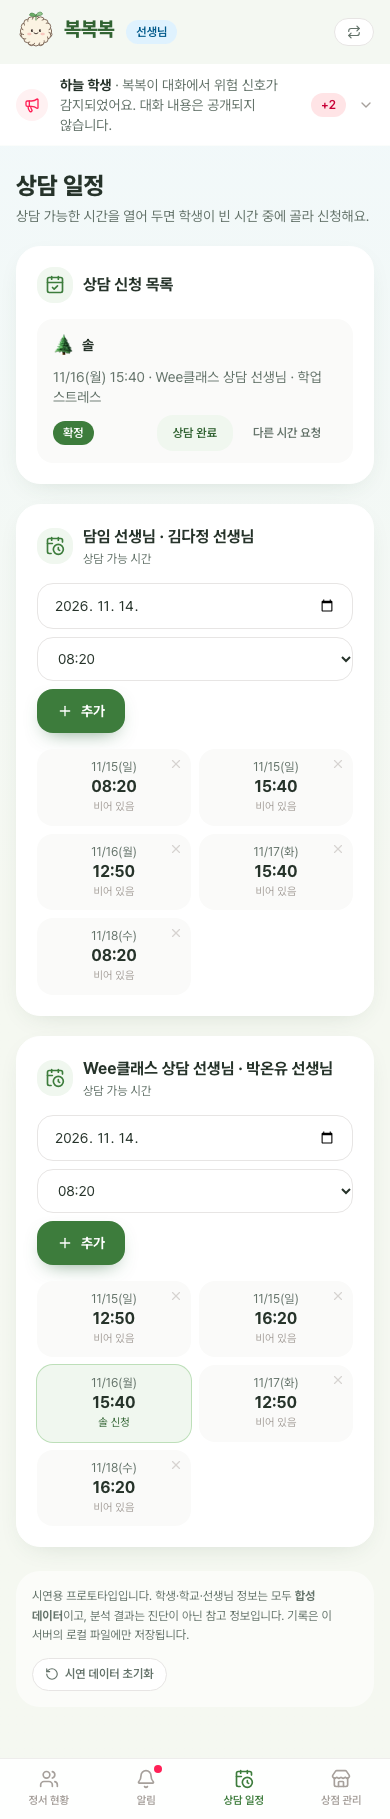 복복복 선생님
하늘 학생 · 복복이 대화에서 위험 신호가
감지되었어요. 대화 내용은 공개되지
않습니다.
+2
상담 일정
상담 가능한 시간을 열어 두면 학생이 빈 시간 중에 골라 신청해요.
상담 신청 목록
솔
11/16(월) 15:40 · Wee클래스 상담 선생님 · 학업
스트레스
확정 상담 완료 다른 시간 요청
담임 선생님 · 김다정 선생님
상담 가능 시간
2026. 11. 14.
08:20
+ 추가
11/15(일)
08:20
비어 있음
11/15(일)
15:40
비어 있음
11/16(월)
12:50
비어 있음
11/17(화)
15:40
비어 있음
11/18(수)
08:20
비어 있음
Wee클래스 상담 선생님 · 박온유 선생님
상담 가능 시간
2026. 11. 14.
08:20
+ 추가
11/15(일)
12:50
비어 있음
11/15(일)
16:20
비어 있음
11/16(월)
15:40
솔 신청
11/17(화)
12:50
비어 있음
11/18(수)
16:20
비어 있음
시연용 프로토타입입니다. 학생·학교·선생님 정보는 모두 합성
데이터이고, 분석 결과는 진단이 아닌 참고 정보입니다. 기록은 이
서버의 로컬 파일에만 저장됩니다.
시연 데이터 초기화
정서 현황 알림 상담 일정 상점 관리